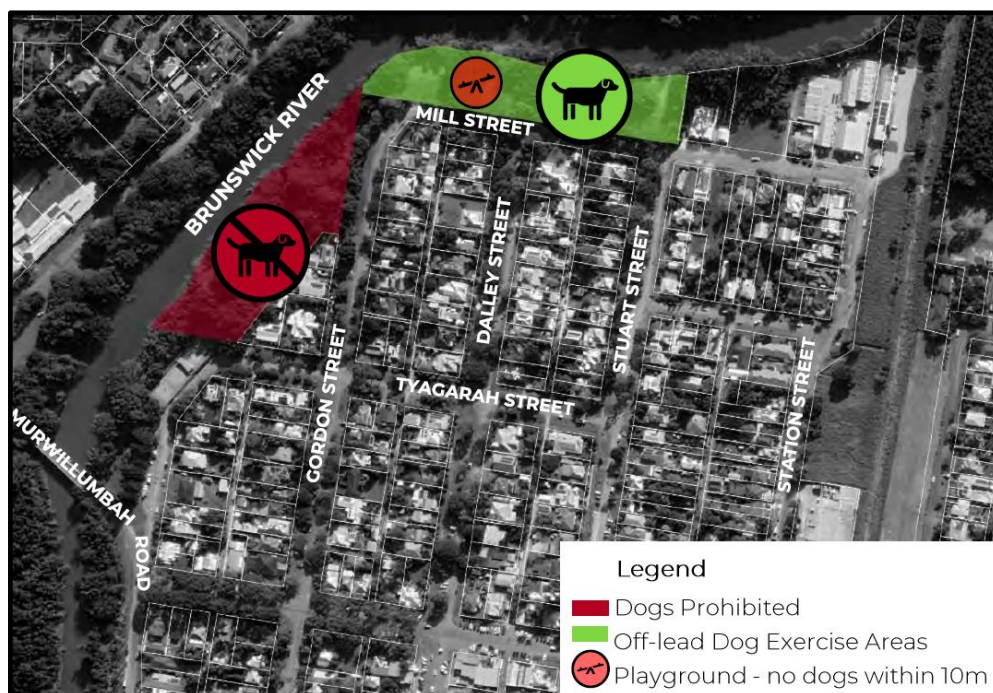 BRUNSWICK RIVER
MILL STREET
DALLEY STREET
STUART STREET
GORDON STREET
TYAGARAH STREET
STATION STREET
MURWILLUMBAH
ROAD
Legend
Dogs Prohibited
Off-lead Dog Exercise Areas
Playground - no dogs within 10m